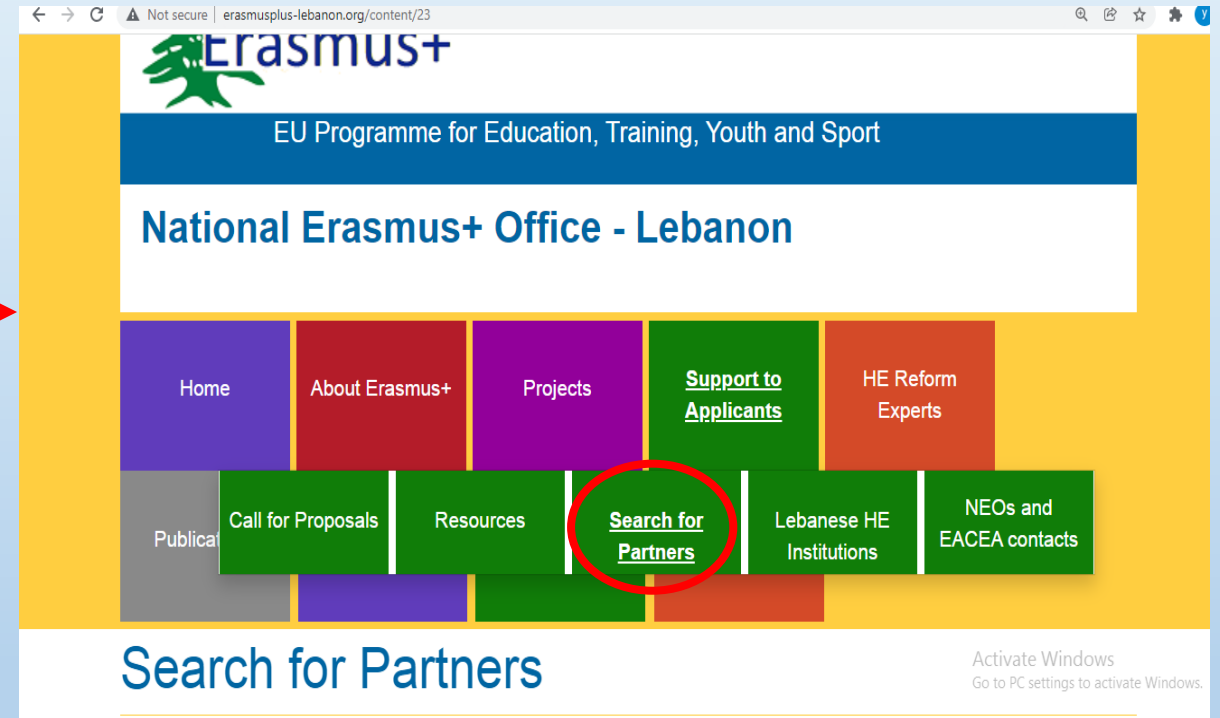 Not secure erasmusplus-lebanon.org/content/23
y
Erasmus+
EU Programme for Education, Training, Youth and Sport
National Erasmus+ Office - Lebanon
Home
About Erasmus+
Projects
Support to
Applicants
HE Reform
Experts
Call for Proposals
Resources
Search for
Partners
Lebanese HE
Institutions
NEOs and
EACEA contacts
Publicat
Search for Partners
Activate Windows
Go to PC settings to activate Windows.